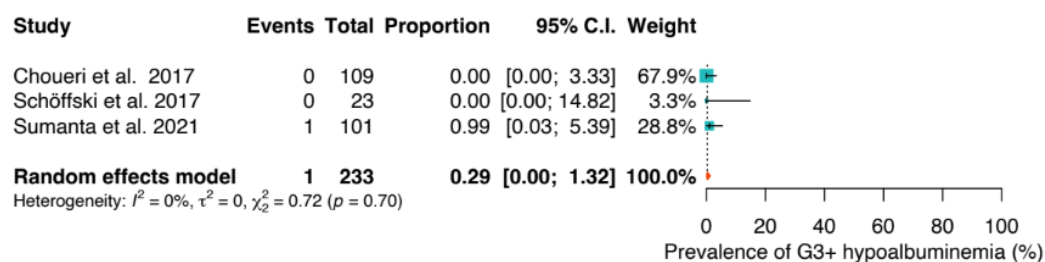 Study Events Total Proportion 95% C.I. Weight
Choueri et al. 2017 0 109 0.00 [0.00; 3.33] 67.9%
Schöffski et al. 2017 0 23 0.00 [0.00; 14.82] 3.3%
Sumanta et al. 2021 1 101 0.99 [0.03; 5.39] 28.8%
Random effects model 1 233 0.29 [0.00; 1.32] 100.0%
Heterogeneity: I² = 0%, τ² = 0, χ²₂ = 0.72 (p = 0.70)
0 20 40 60 80 100
Prevalence of G3+ hypoalbuminemia (%)